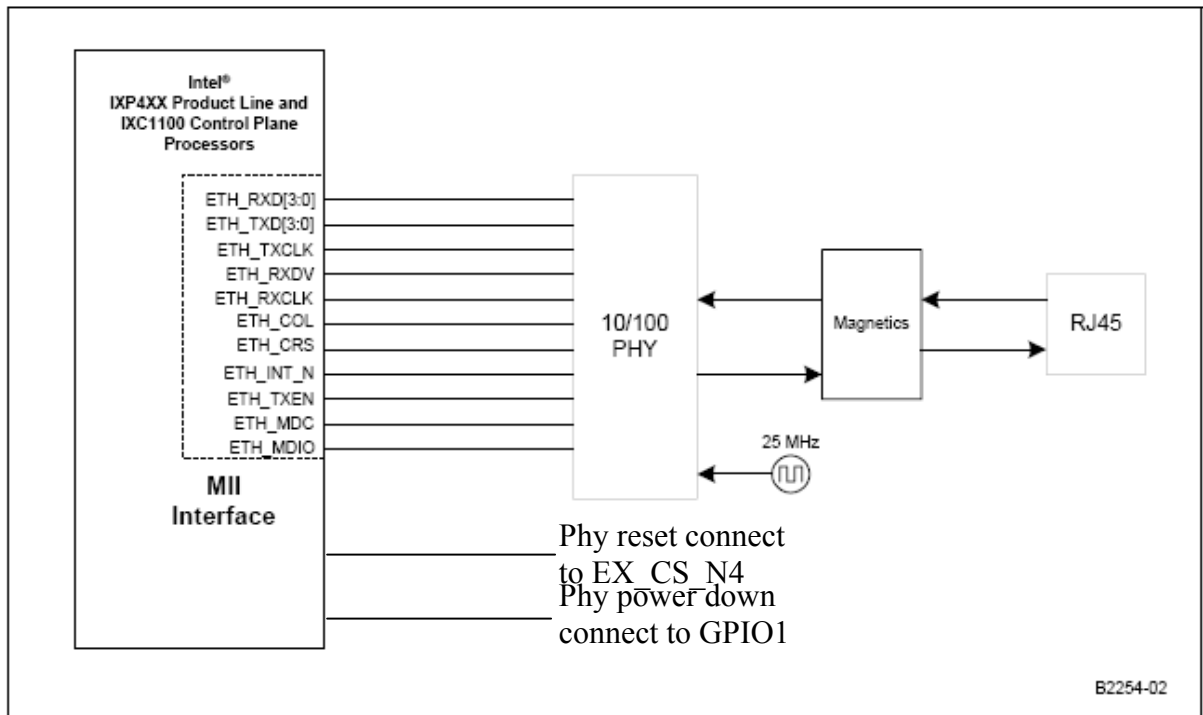 Intel®
IXP4XX Product Line and
IXC1100 Control Plane
Processors
ETH_RXD[3:0]
ETH_TXD[3:0]
ETH_TXCLK
ETH_RXDV
ETH_RXCLK
ETH_COL
ETH_CRS
ETH_INT_N
ETH_TXEN
ETH_MDC
ETH_MDIO
MII
Interface
10/100
PHY
Magnetics
RJ45
25 MHz
Phy reset connect
to EX_CS_N4
Phy power down
connect to GPIO1
B2254-02